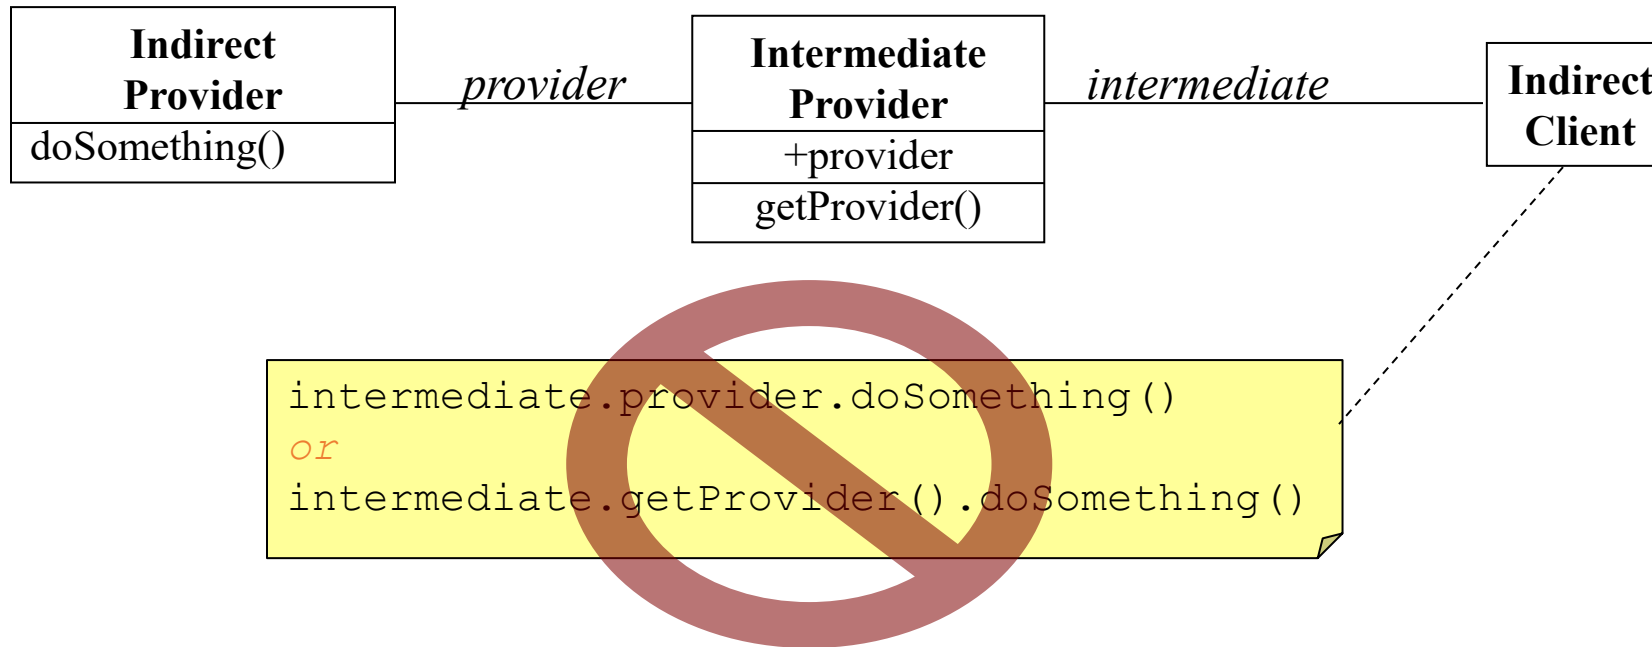 Indirect
Provider
doSomething()
provider
Intermediate
Provider
+provider
getProvider()
intermediate
Indirect
Client
intermediate.provider.doSomething()
or
intermediate.getProvider().doSomething()